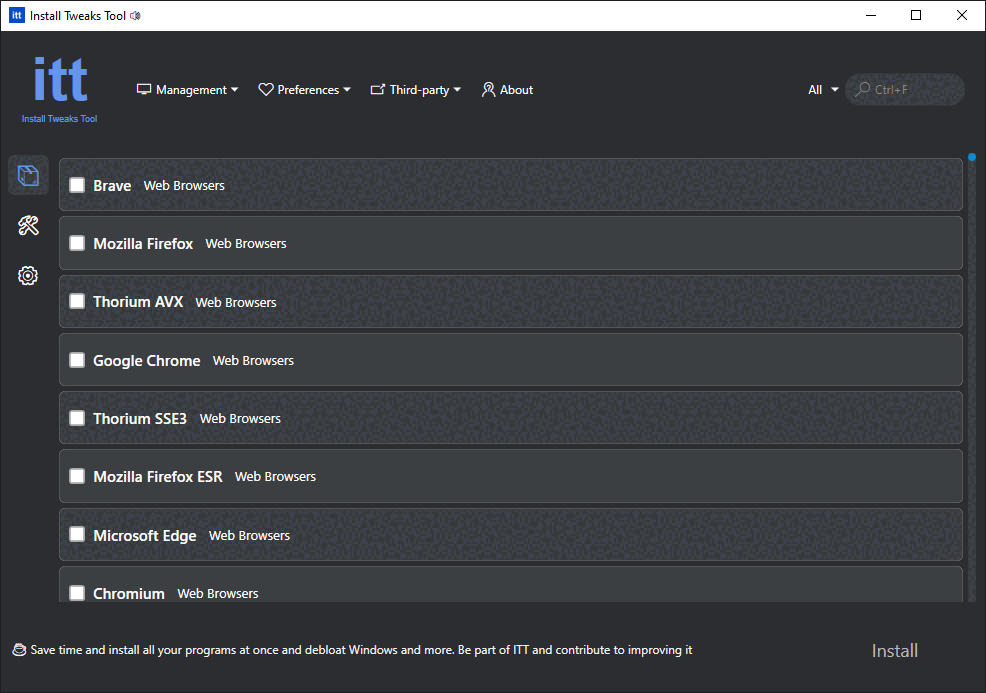 itt Install Tweaks Tool
itt
Install Tweaks Tool
Management Preferences Third-party About
All Ctrl+F
Brave Web Browsers
Mozilla Firefox Web Browsers
Thorium AVX Web Browsers
Google Chrome Web Browsers
Thorium SSE3 Web Browsers
Mozilla Firefox ESR Web Browsers
Microsoft Edge Web Browsers
Chromium Web Browsers
Save time and install all your programs at once and debloat Windows and more. Be part of ITT and contribute to improving it
Install